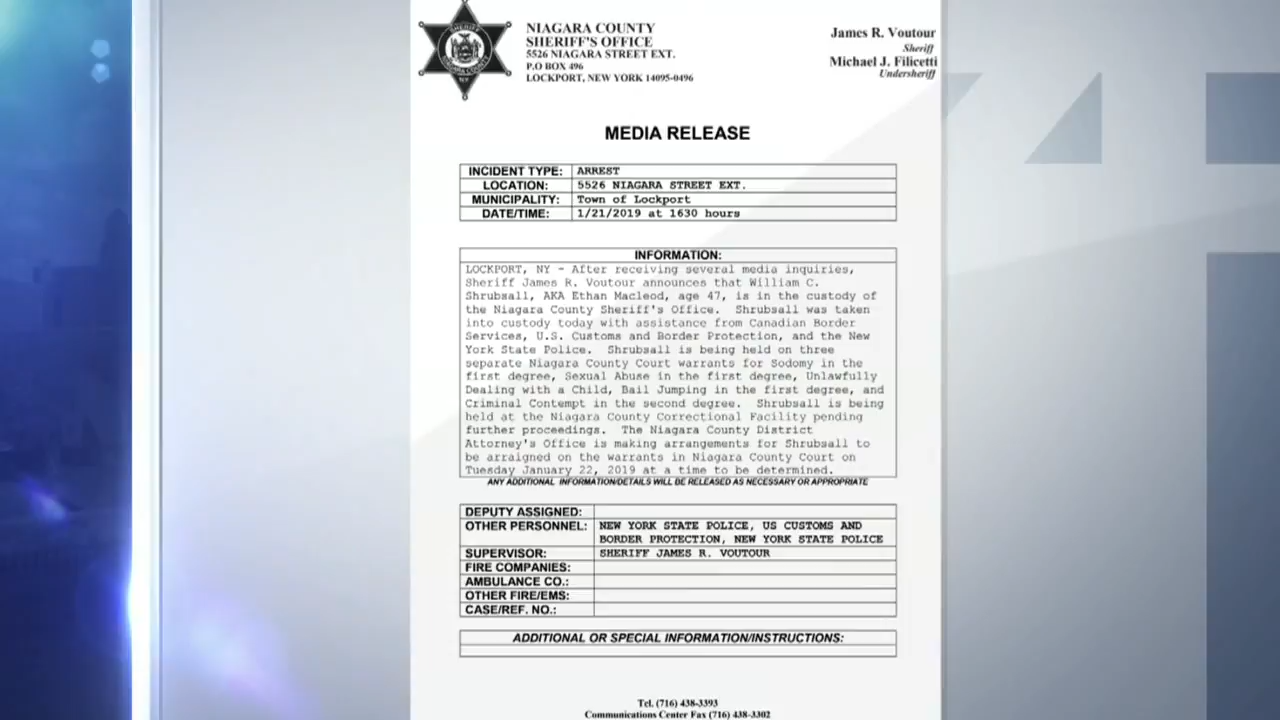 NIAGARA COUNTY
SHERIFF'S OFFICE
5526 NIAGARA STREET EXT.
P.O BOX 496
LOCKPORT, NEW YORK 14095-0496
James R. Voutour
Sheriff
Michael J. Filicetti
Undersheriff
SHERIFF
NIAGARA COUNTY
MEDIA RELEASE
INCIDENT TYPE: ARREST
LOCATION: 5526 NIAGARA STREET EXT.
MUNICIPALITY: Town of Lockport
DATE/TIME: 1/21/2019 at 1630 hours
INFORMATION:
LOCKPORT, NY - After receiving several media inquiries,
Sheriff James R. Voutour announces that William C.
Shrubsall, AKA Ethan Macleod, age 47, is in the custody of
the Niagara County Sheriff's Office. Shrubsall was taken
into custody today with assistance from Canadian Border
Services, U.S. Customs and Border Protection, and the New
York State Police. Shrubsall is being held on three
separate Niagara County Court warrants for Sodomy in the
first degree, Sexual Abuse in the first degree, Unlawfully
Dealing with a Child, Bail Jumping in the first degree, and
Criminal Contempt in the second degree. Shrubsall is being
held at the Niagara County Correctional Facility pending
further proceedings. The Niagara County District
Attorney's Office is making arrangements for Shrubsall to
be arraigned on the warrants in Niagara County Court on
Tuesday January 22, 2019 at a time to be determined.
ANY ADDITIONAL INFORMATION/DETAILS WILL BE RELEASED AS NECESSARY OR APPROPRIATE
DEPUTY ASSIGNED:
OTHER PERSONNEL: NEW YORK STATE POLICE, US CUSTOMS AND
BORDER PROTECTION, NEW YORK STATE POLICE
SUPERVISOR: SHERIFF JAMES R. VOUTOUR
FIRE COMPANIES:
AMBULANCE CO.:
OTHER FIRE/EMS:
CASE/REF. NO.:
ADDITIONAL OR SPECIAL INFORMATION/INSTRUCTIONS:
Tel. (716) 438-3393
Communications Center Fax (716) 438-3302